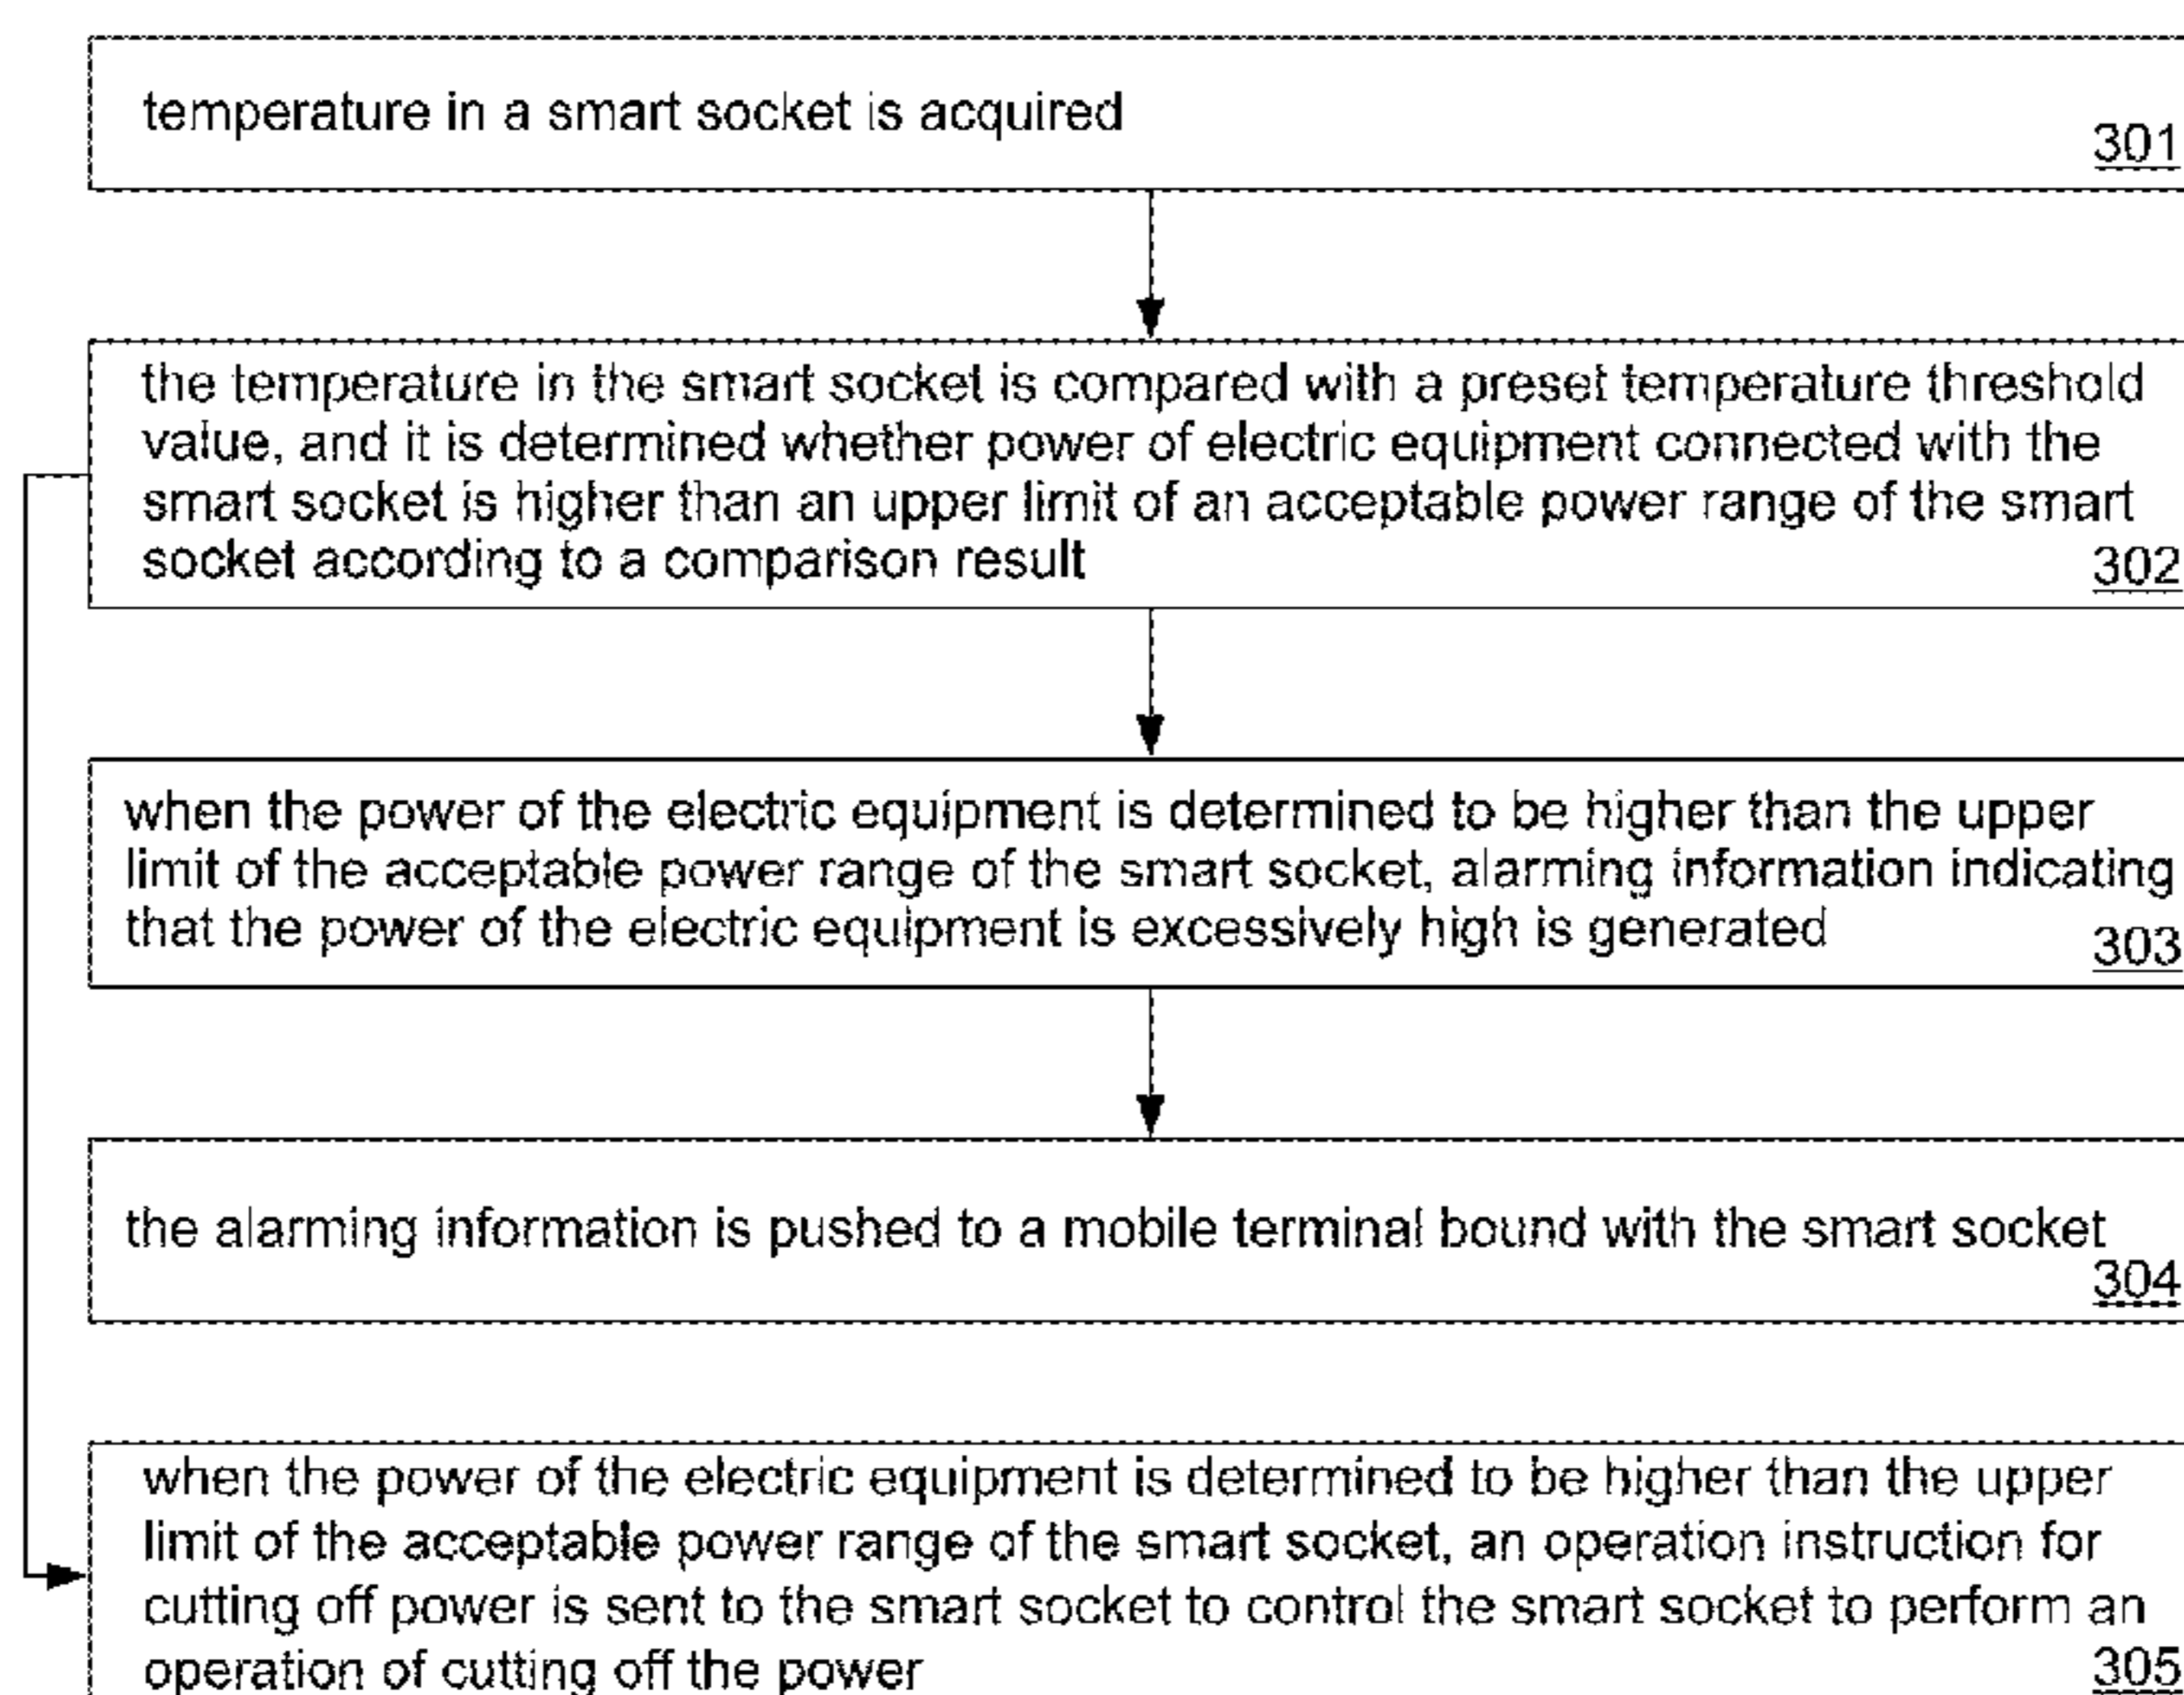 temperature in a smart socket is acquired
301
the temperature in the smart socket is compared with a preset temperature threshold
value, and it is determined whether power of electric equipment connected with the
smart socket is higher than an upper limit of an acceptable power range of the smart
socket according to a comparison result
302
when the power of the electric equipment is determined to be higher than the upper
limit of the acceptable power range of the smart socket, alarming information indicating
that the power of the electric equipment is excessively high is generated
303
the alarming information is pushed to a mobile terminal bound with the smart socket
304
when the power of the electric equipment is determined to be higher than the upper
limit of the acceptable power range of the smart socket, an operation instruction for
cutting off power is sent to the smart socket to control the smart socket to perform an
operation of cutting off the power
305